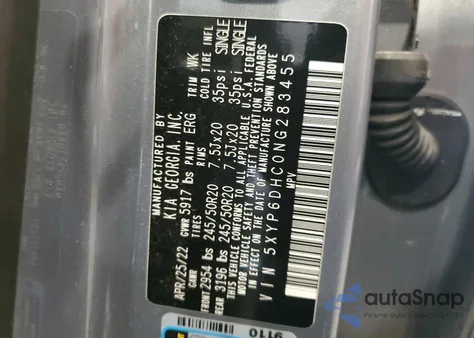 MANUFACTURED BY
KIA GEORGIA, INC.
APR/25/22 PAINT ERG TRIM WK
GVWR 5917 lbs
TIRES RIMS COLD TIRE INFL
FRONT 2954 lbs 245/50R20 7.5Jx20 35psi SINGLE
REAR 3196 lbs 245/50R20 7.5Jx20 35psi SINGLE
THIS VEHICLE CONFORMS TO ALL APPLICABLE U.S.A. FEDERAL
MOTOR VEHICLE SAFETY AND THEFT PREVENTION STANDARDS
IN EFFECT ON THE DATE OF MANUFACTURE SHOWN ABOVE
VIN 5XYP6DHC0NG283455
MPV
9110
autoSnap